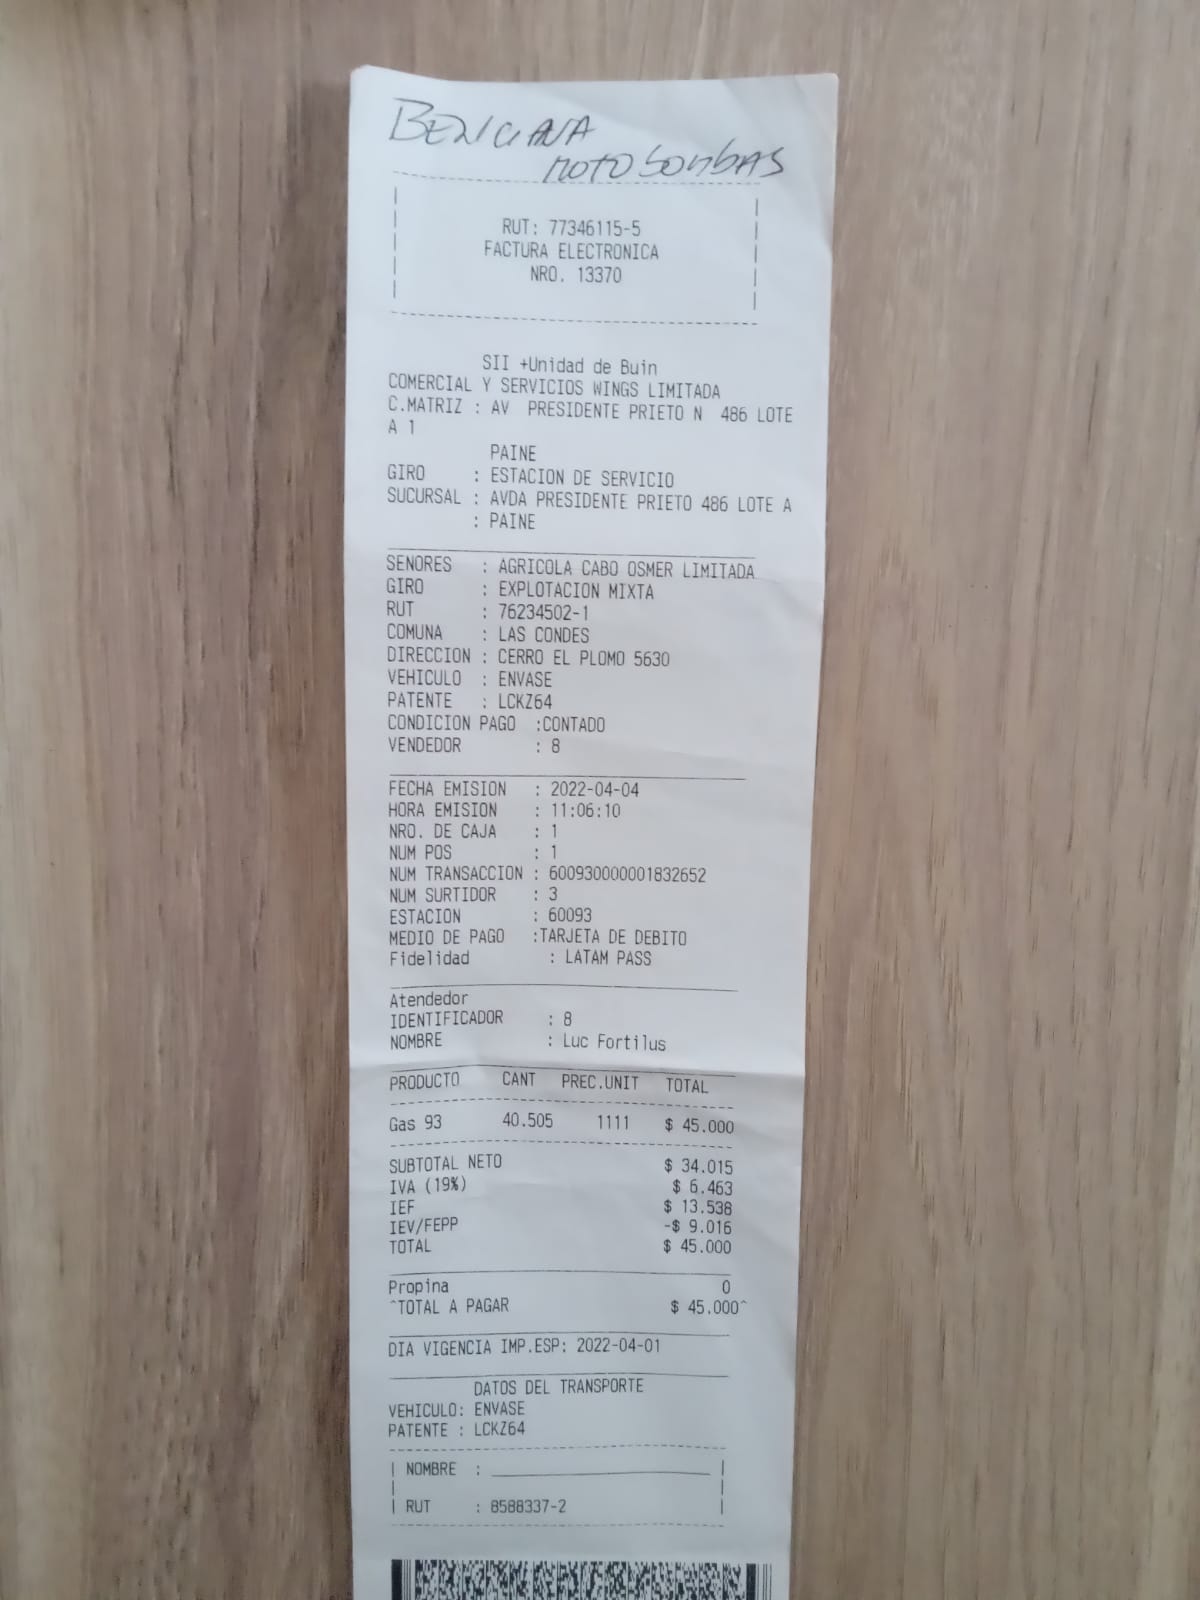 BENCINA
MOTO BOMBAS
RUT: 77346115-5
FACTURA ELECTRONICA
NRO. 13370
SII +Unidad de Buin
COMERCIAL Y SERVICIOS WINGS LIMITADA
C.MATRIZ : AV PRESIDENTE PRIETO N 486 LOTE
A 1
PAINE
GIRO : ESTACION DE SERVICIO
SUCURSAL : AVDA PRESIDENTE PRIETO 486 LOTE A
: PAINE
SENORES : AGRICOLA CABO OSMER LIMITADA
GIRO : EXPLOTACION MIXTA
RUT : 76234502-1
COMUNA : LAS CONDES
DIRECCION : CERRO EL PLOMO 5630
VEHICULO : ENVASE
PATENTE : LCKZ64
CONDICION PAGO :CONTADO
VENDEDOR : 8
FECHA EMISION : 2022-04-04
HORA EMISION : 11:06:10
NRO. DE CAJA : 1
NUM POS : 1
NUM TRANSACCION : 600930000001832652
NUM SURTIDOR : 3
ESTACION : 60093
MEDIO DE PAGO :TARJETA DE DEBITO
Fidelidad : LATAM PASS
Atendedor
IDENTIFICADOR : 8
NOMBRE : Luc Fortilus
PRODUCTO CANT PREC.UNIT TOTAL
Gas 93 40.505 1111 $ 45.000
SUBTOTAL NETO $ 34.015
IVA (19%) $ 6.463
IEF $ 13.538
IEV/FEPP -$ 9.016
TOTAL $ 45.000
Propina 0
^TOTAL A PAGAR $ 45.000^
DIA VIGENCIA IMP.ESP: 2022-04-01
DATOS DEL TRANSPORTE
VEHICULO: ENVASE
PATENTE : LCKZ64
NOMBRE :
RUT : 8588337-2